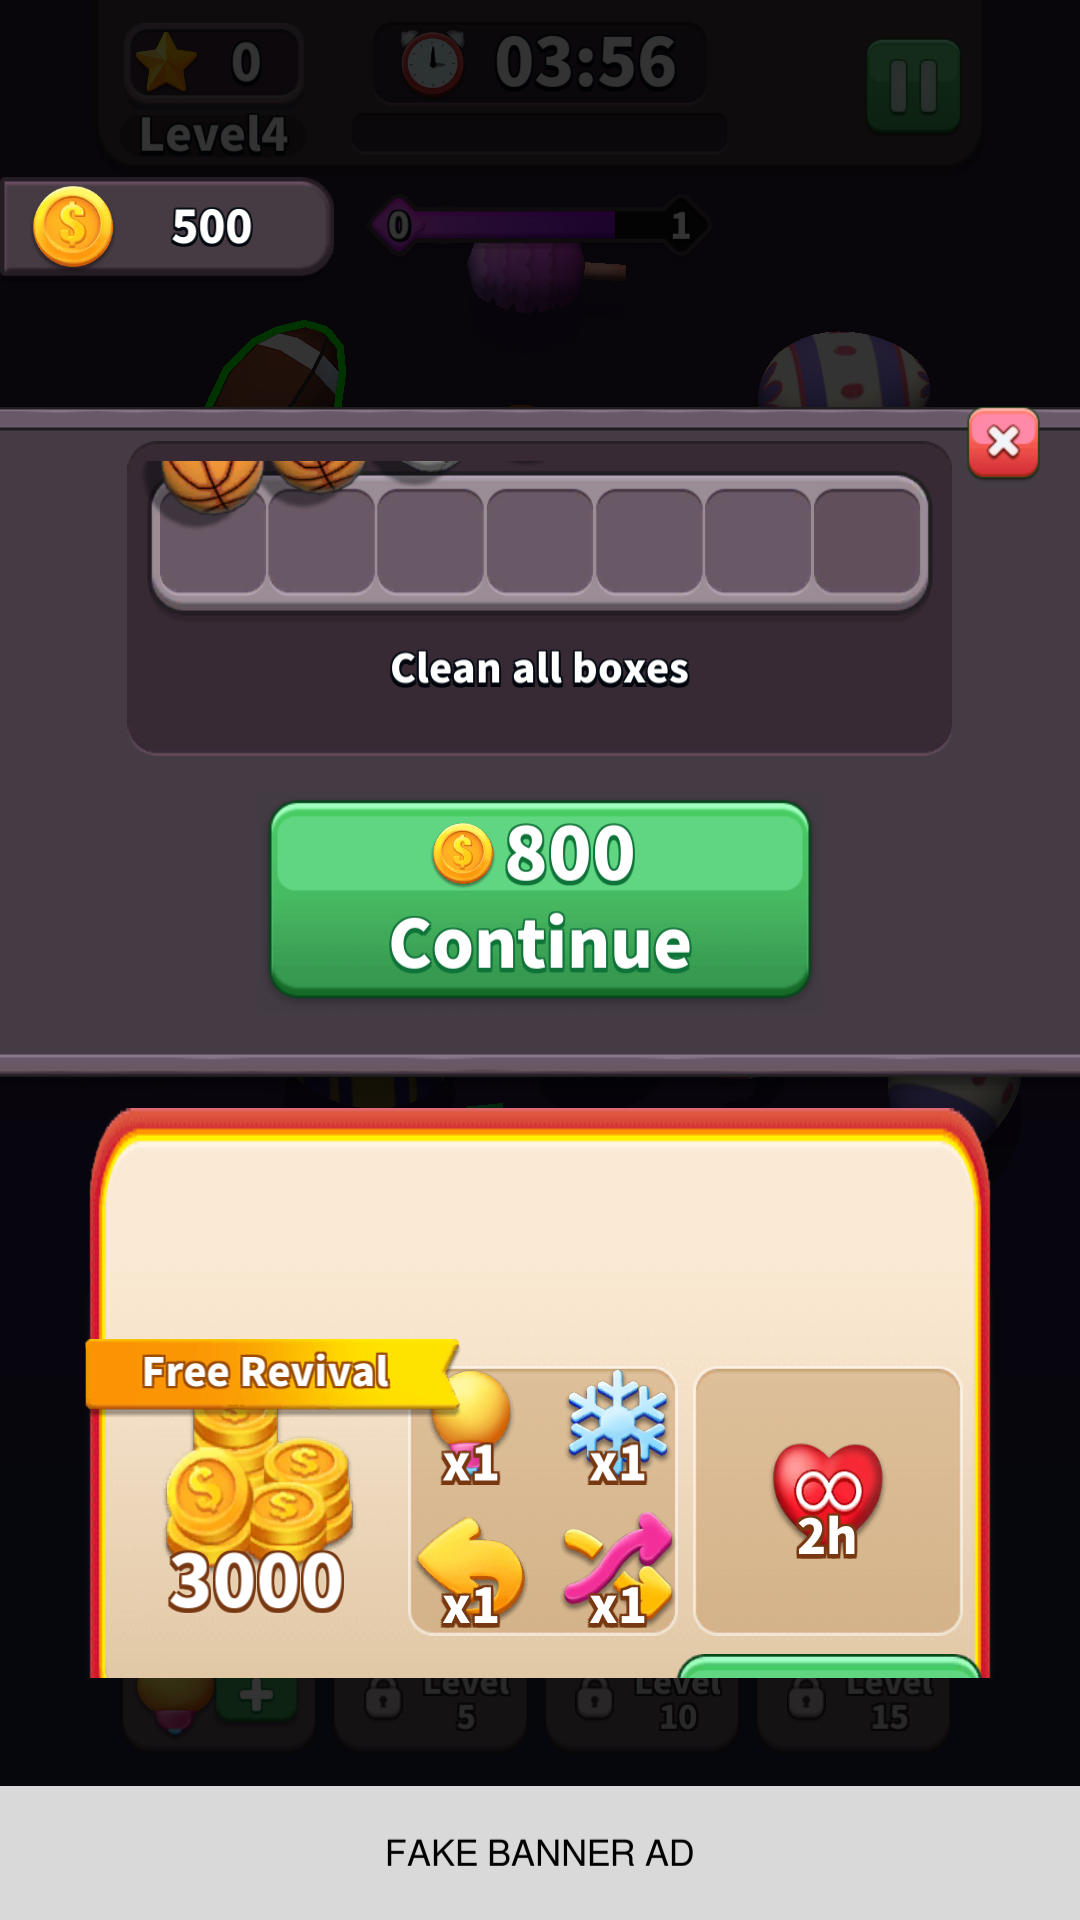 0
03:56
Level4
500
0
1
Clean all boxes
800
Continue
Free Revival
x1
x1
3000
x1
x1
2h
Level
5
Level
10
Level
15
FAKE BANNER AD